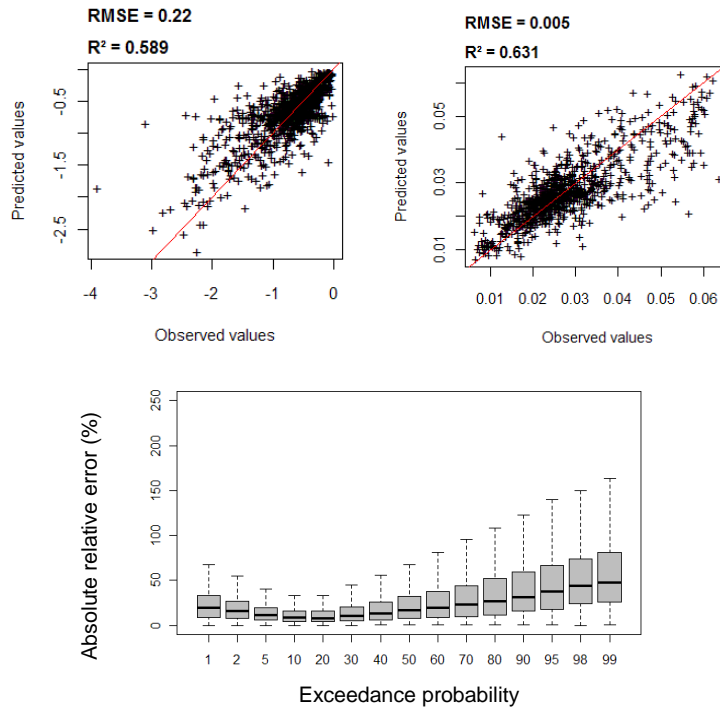 RMSE = 0.22
R² = 0.589
Predicted values
-0.5
-1.5
-2.5
-4 -3 -2 -1 0
Observed values
RMSE = 0.005
R² = 0.631
Predicted values
0.05
0.03
0.01
0.01 0.02 0.03 0.04 0.05 0.06
Observed values
Absolute relative error (%)
250
200
150
100
50
0
1 2 5 10 20 30 40 50 60 70 80 90 95 98 99
Exceedance probability